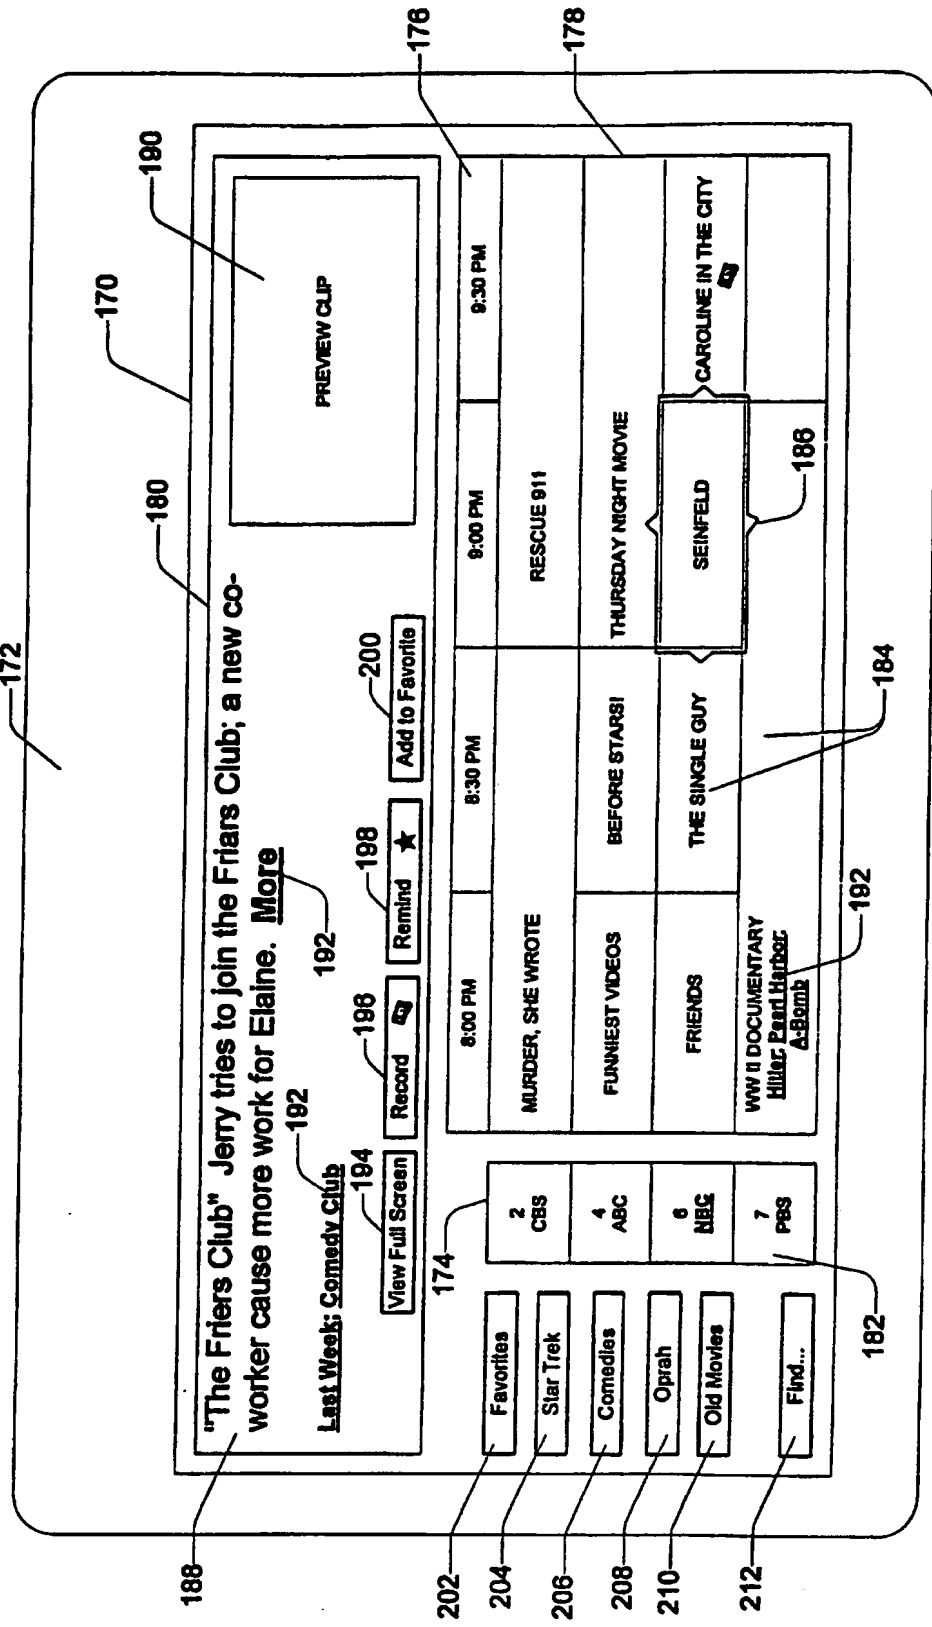 172
170
180
190
176
178
188
"The Friers Club" Jerry tries to join the Friars Club; a new co-
worker cause more work for Elaine. More
192
192
Last Week: Comedy Club
PREVIEW CLIP
194
196
198
200
View Full Screen
Record
Remind ★
Add to Favorite
174
8:00 PM
8:30 PM
9:00 PM
9:30 PM
202
Favorites
2
CBS
MURDER, SHE WROTE
RESCUE 911
204
Star Trek
206
Comedies
4
ABC
FUNNIEST VIDEOS
BEFORE STARS!
THURSDAY NIGHT MOVIE
208
Oprah
6
NBC
FRIENDS
THE SINGLE GUY
SEINFELD
CAROLINE IN THE CITY
210
Old Movies
212
Find...
7
PBS
WW II DOCUMENTARY
Hitler, Pearl Harbor,
A-Bomb
182
192
184
186